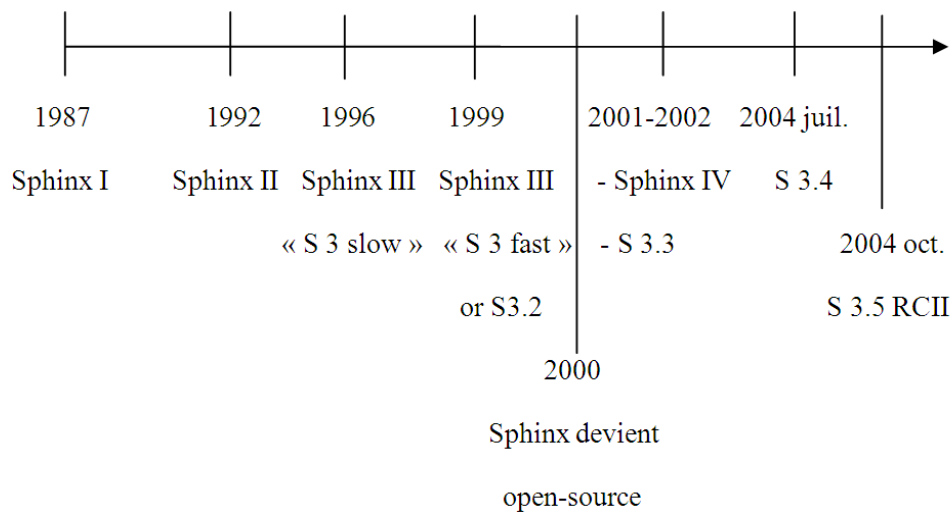 1987 1992 1996 1999 2001-2002 2004 juil.
Sphinx I Sphinx II Sphinx III Sphinx III - Sphinx IV S 3.4
« S 3 slow » « S 3 fast » - S 3.3 2004 oct.
or S3.2 S 3.5 RCII
2000
Sphinx devient
open-source